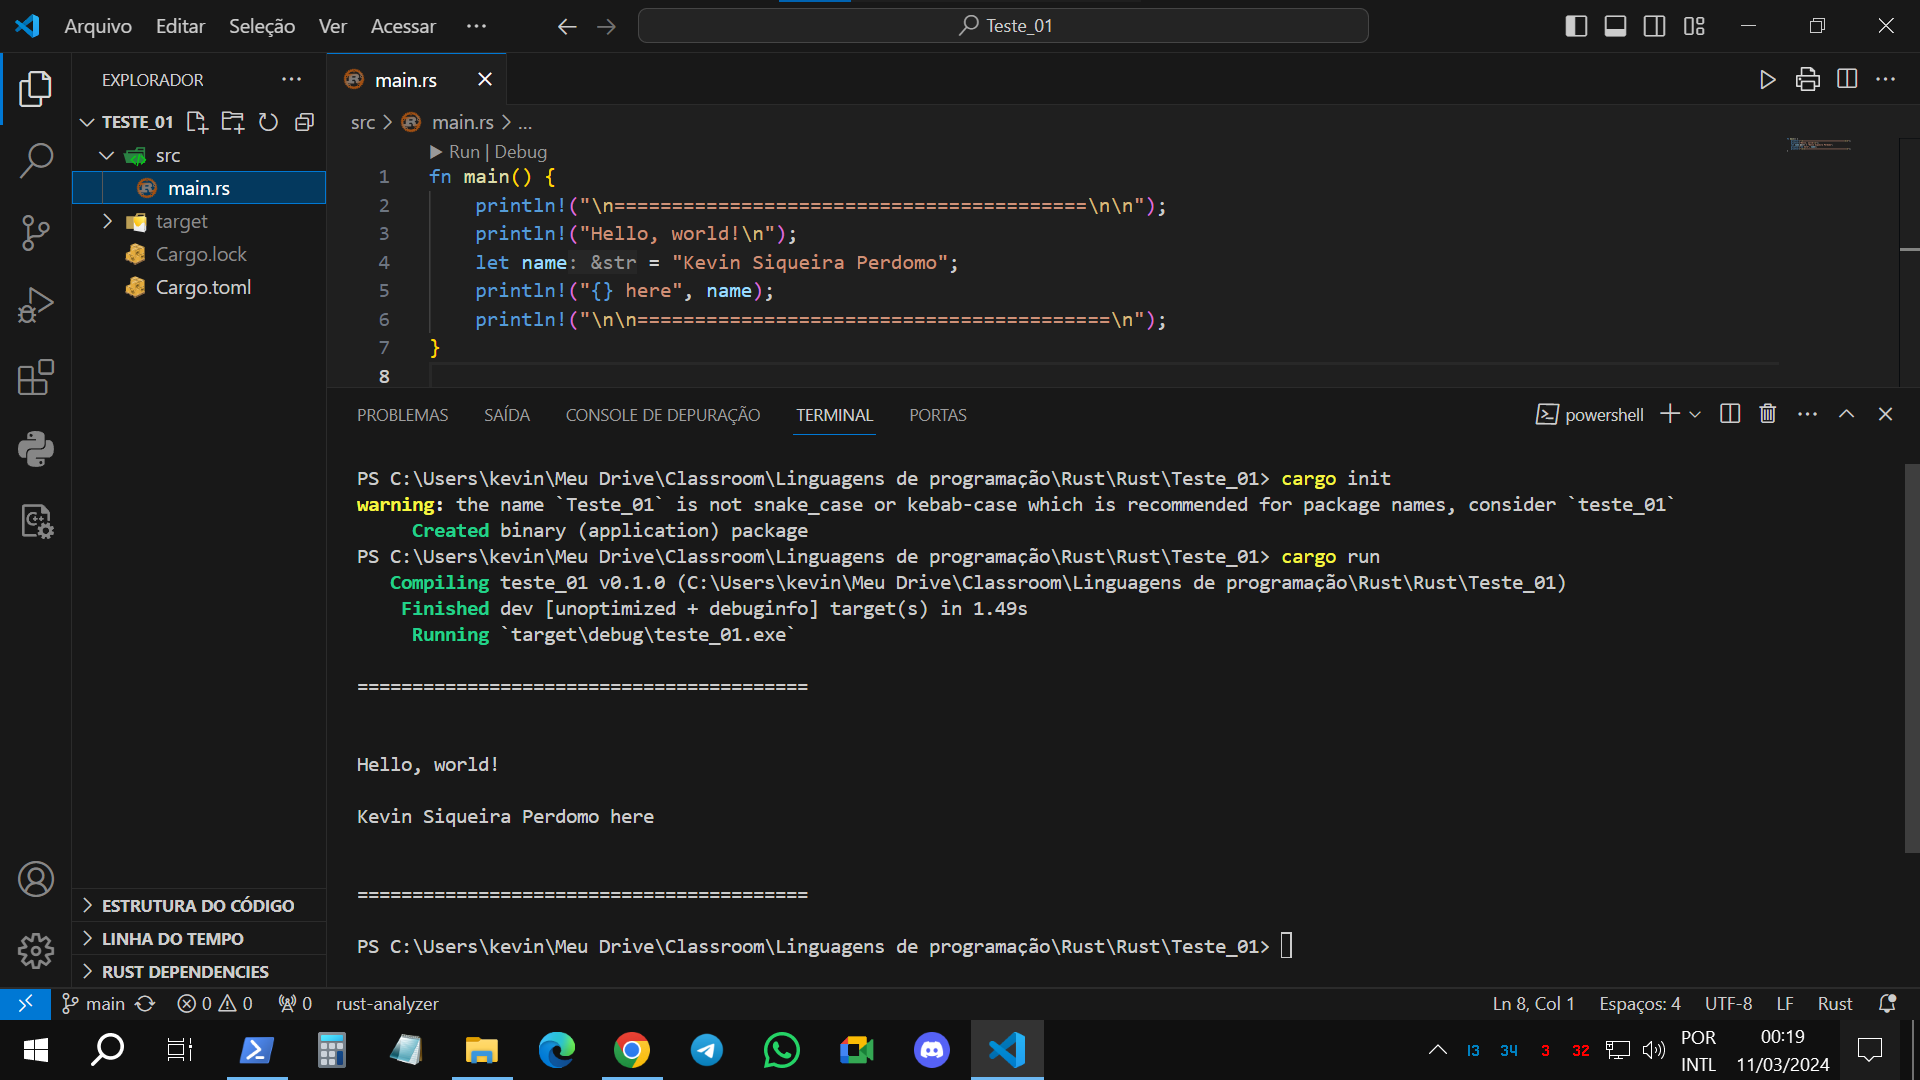 Arquivo Editar Seleção Ver Acessar ··· Teste_01
EXPLORADOR ···
TESTE_01
src
main.rs
target
Cargo.lock
Cargo.toml
ESTRUTURA DO CÓDIGO
LINHA DO TEMPO
RUST DEPENDENCIES
main.rs
src > main.rs > ...
Run | Debug
1 fn main() {
2 println!("\n=========================================\n\n");
3 println!("Hello, world!\n");
4 let name: &str = "Kevin Siqueira Perdomo";
5 println!("{} here", name);
6 println!("\n\n=========================================\n");
7 }
8
PROBLEMAS SAÍDA CONSOLE DE DEPURAÇÃO TERMINAL PORTAS powershell
PS C:\Users\kevin\Meu Drive\Classroom\Linguagens de programação\Rust\Rust\Teste_01> cargo init
warning: the name `Teste_01` is not snake_case or kebab-case which is recommended for package names, consider `teste_01`
Created binary (application) package
PS C:\Users\kevin\Meu Drive\Classroom\Linguagens de programação\Rust\Rust\Teste_01> cargo run
Compiling teste_01 v0.1.0 (C:\Users\kevin\Meu Drive\Classroom\Linguagens de programação\Rust\Rust\Teste_01)
Finished dev [unoptimized + debuginfo] target(s) in 1.49s
Running `target\debug\teste_01.exe`
=========================================
Hello, world!
Kevin Siqueira Perdomo here
=========================================
PS C:\Users\kevin\Meu Drive\Classroom\Linguagens de programação\Rust\Rust\Teste_01>
main 0 0 0 rust-analyzer Ln 8, Col 1 Espaços: 4 UTF-8 LF Rust
13 34 3 32 POR 00:19
INTL 11/03/2024